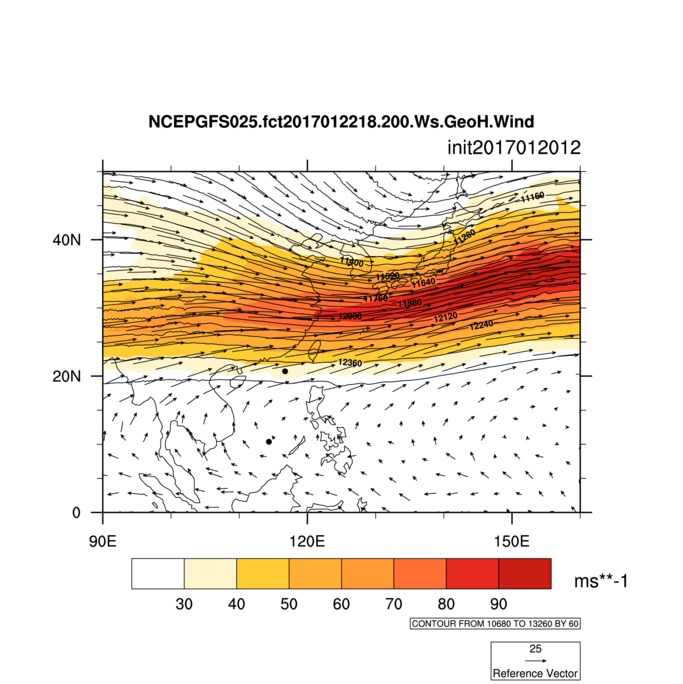 NCEPGFS025.fct2017012218.200.Ws.GeoH.Wind
init2017012012
11160
40N
11280
11400
11520
11640
11760
11880
12000
12120
12240
12360
20N
0
90E 120E 150E
ms**-1
30 40 50 60 70 80 90
CONTOUR FROM 10680 TO 13260 BY 60
25
Reference Vector